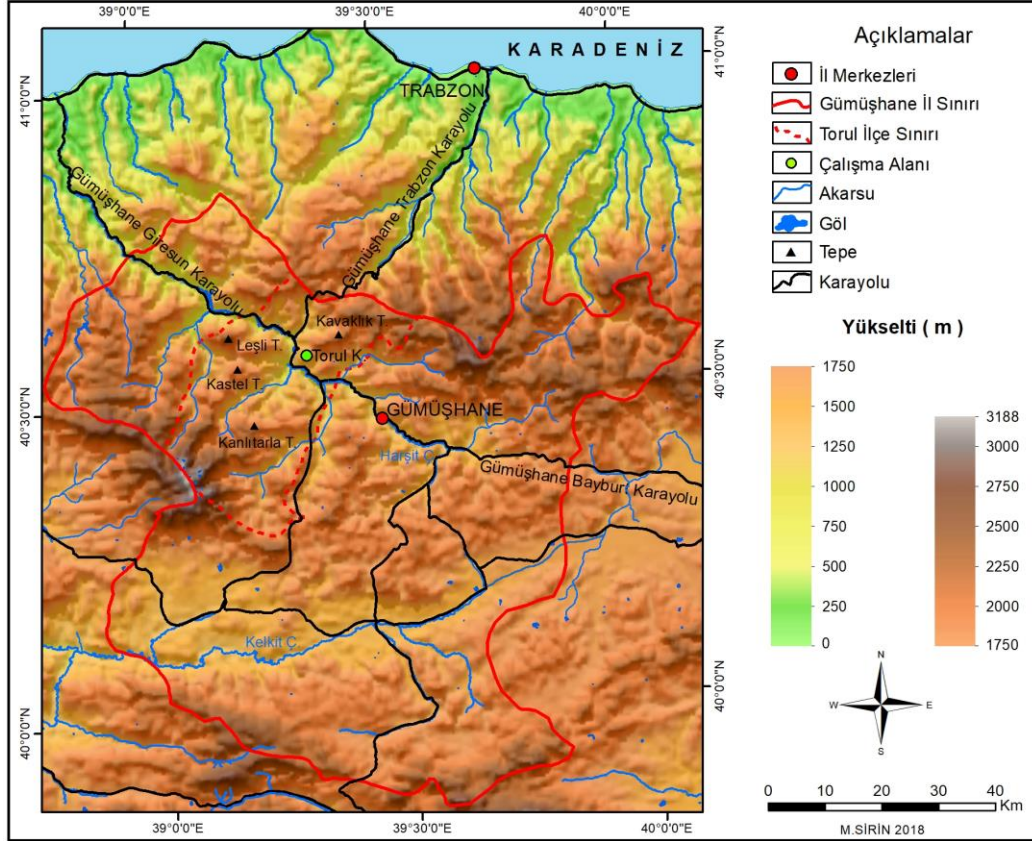 39°0'0"E 39°30'0"E 40°0'0"E
KARADENİZ
TRABZON
41°0'0"N
41°0'0"N
Gümüşhane Giresun Karayolu
Gümüşhane Trabzon Karayolu
Kavaklık T.
Leşli T.
Torul K.
Kastel T.
40°30'0"N
40°30'0"N
GÜMÜŞHANE
Kanlıtarla T.
Harşit Ç.
Gümüşhane Bayburt Karayolu
Kelkit Ç.
40°0'0"N
40°0'0"N
39°0'0"E 39°30'0"E 40°0'0"E
Açıklamalar
İl Merkezleri
Gümüşhane İl Sınırı
Torul İlçe Sınırı
Çalışma Alanı
Akarsu
Göl
Tepe
Karayolu
Yükselti ( m )
1750
1500
1250
1000
750
500
250
0
3188
3000
2750
2500
2250
2000
1750
N
W E
S
0 10 20 30 40
Km
M.SİRİN 2018